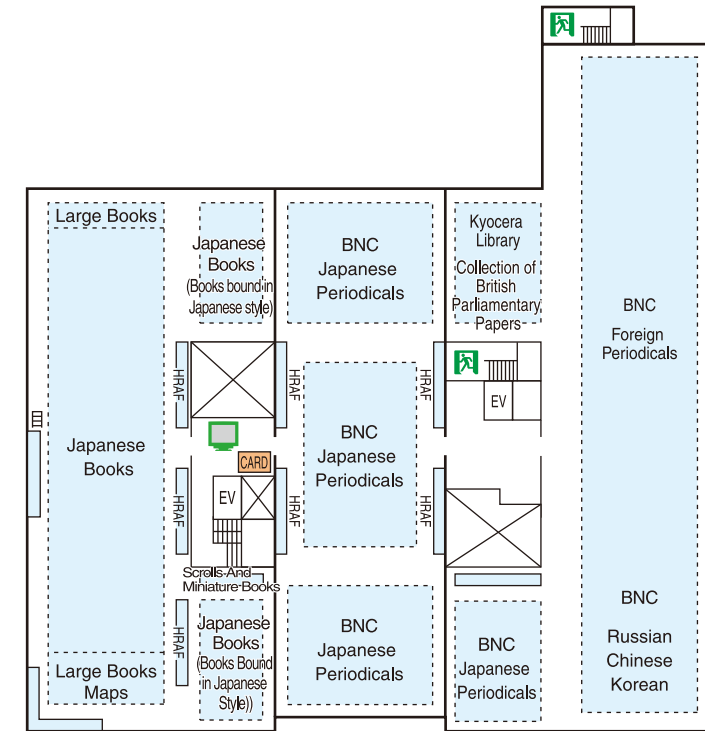 Large Books
Japanese
Books
(Books bound in
Japanese style)
BNC
Japanese
Periodicals
Kyocera
Library
Collection of
British
Parliamentary
Papers
BNC
Foreign
Periodicals
HRAF
HRAF
HRAF
EV
Japanese
Books
BNC
Japanese
Periodicals
CARD
EV
HRAF
HRAF
HRAF
Scrolls And
Miniature Books
HRAF
Japanese
Books
(Books Bound
in Japanese
Style))
BNC
Japanese
Periodicals
BNC
Japanese
Periodicals
BNC
Russian
Chinese
Korean
Large Books
Maps